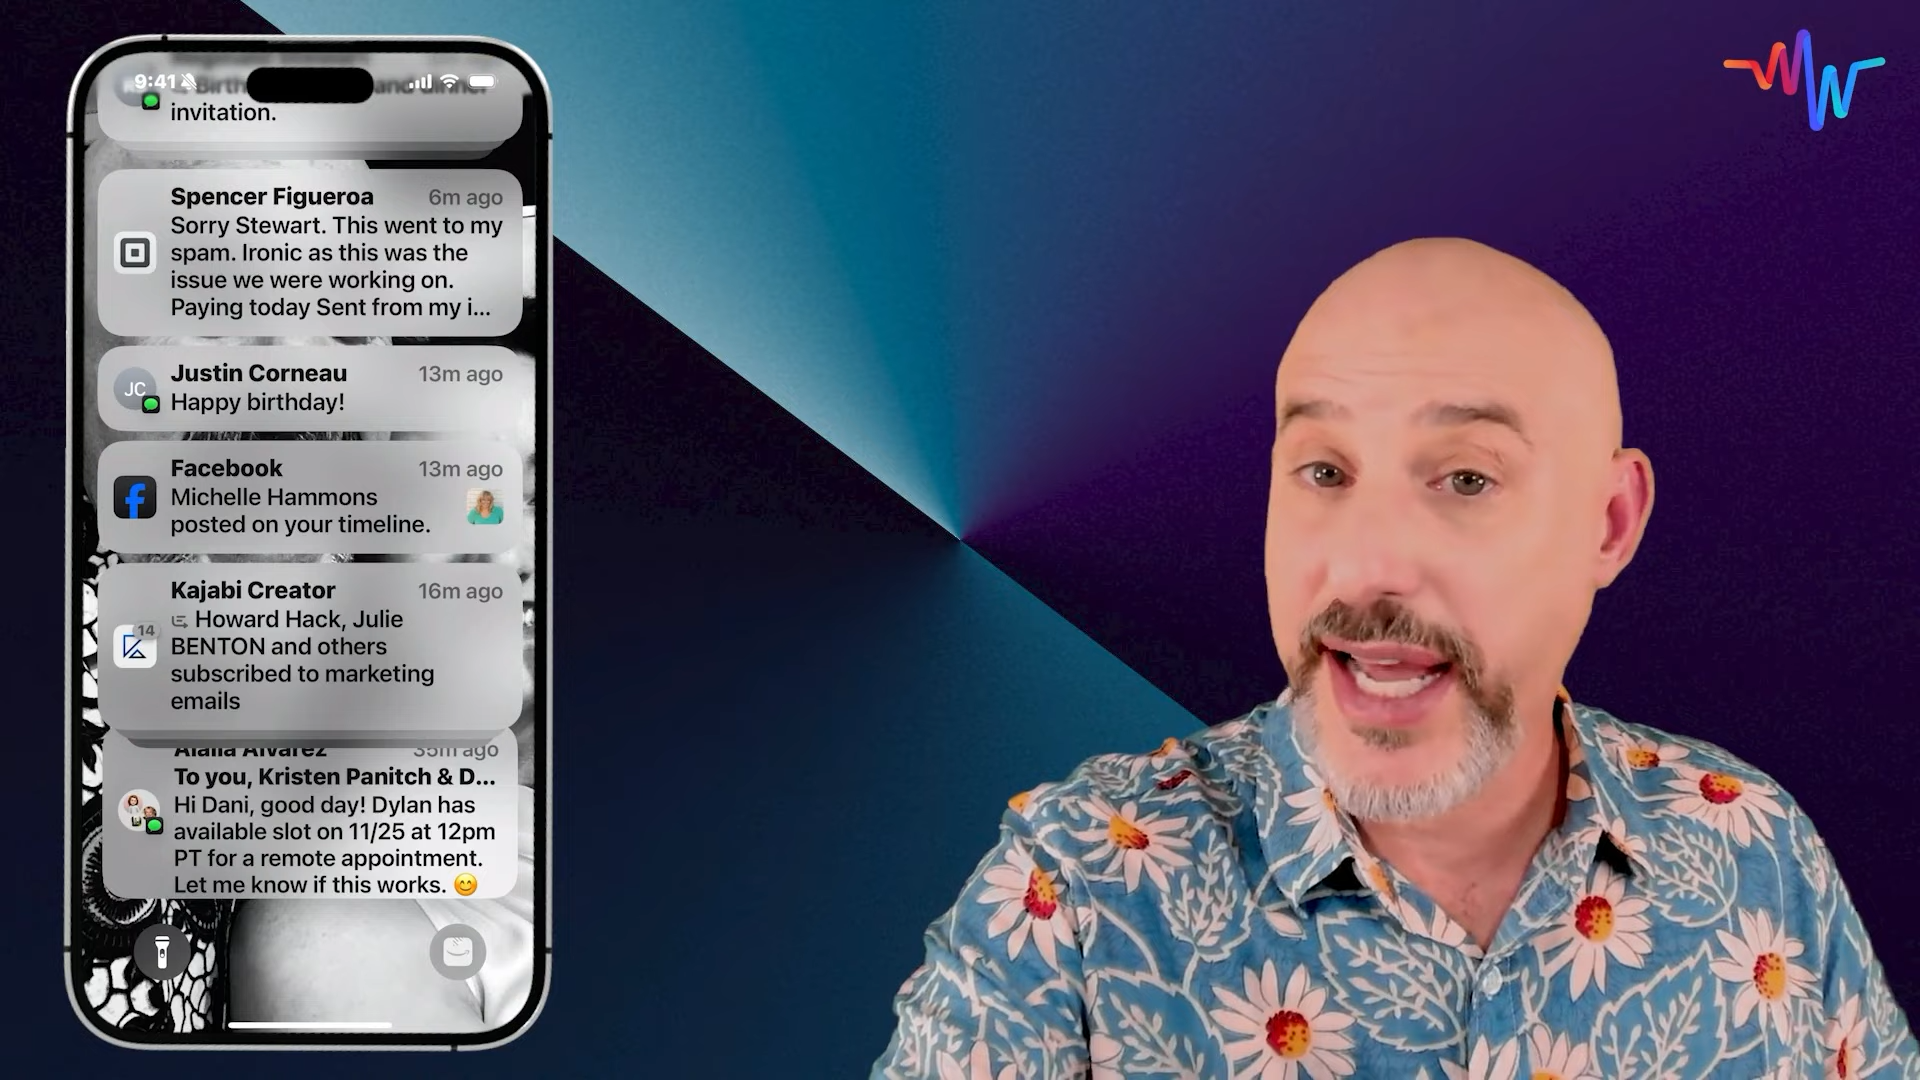 9:41
invitation.
Spencer Figueroa 6m ago
Sorry Stewart. This went to my
spam. Ironic as this was the
issue we were working on.
Paying today Sent from my i...
JC
Justin Corneau 13m ago
Happy birthday!
Facebook 13m ago
Michelle Hammons
posted on your timeline.
Kajabi Creator 16m ago
14
Howard Hack, Julie
BENTON and others
subscribed to marketing
emails
Alaila Alvarez 35m ago
To you, Kristen Panitch & D...
Hi Dani, good day! Dylan has
available slot on 11/25 at 12pm
PT for a remote appointment.
Let me know if this works. 😊